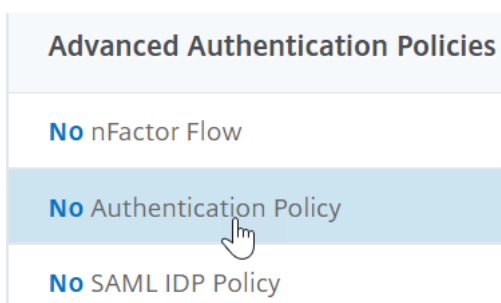 Advanced Authentication Policies
No nFactor Flow
No Authentication Policy
No SAML IDP Policy